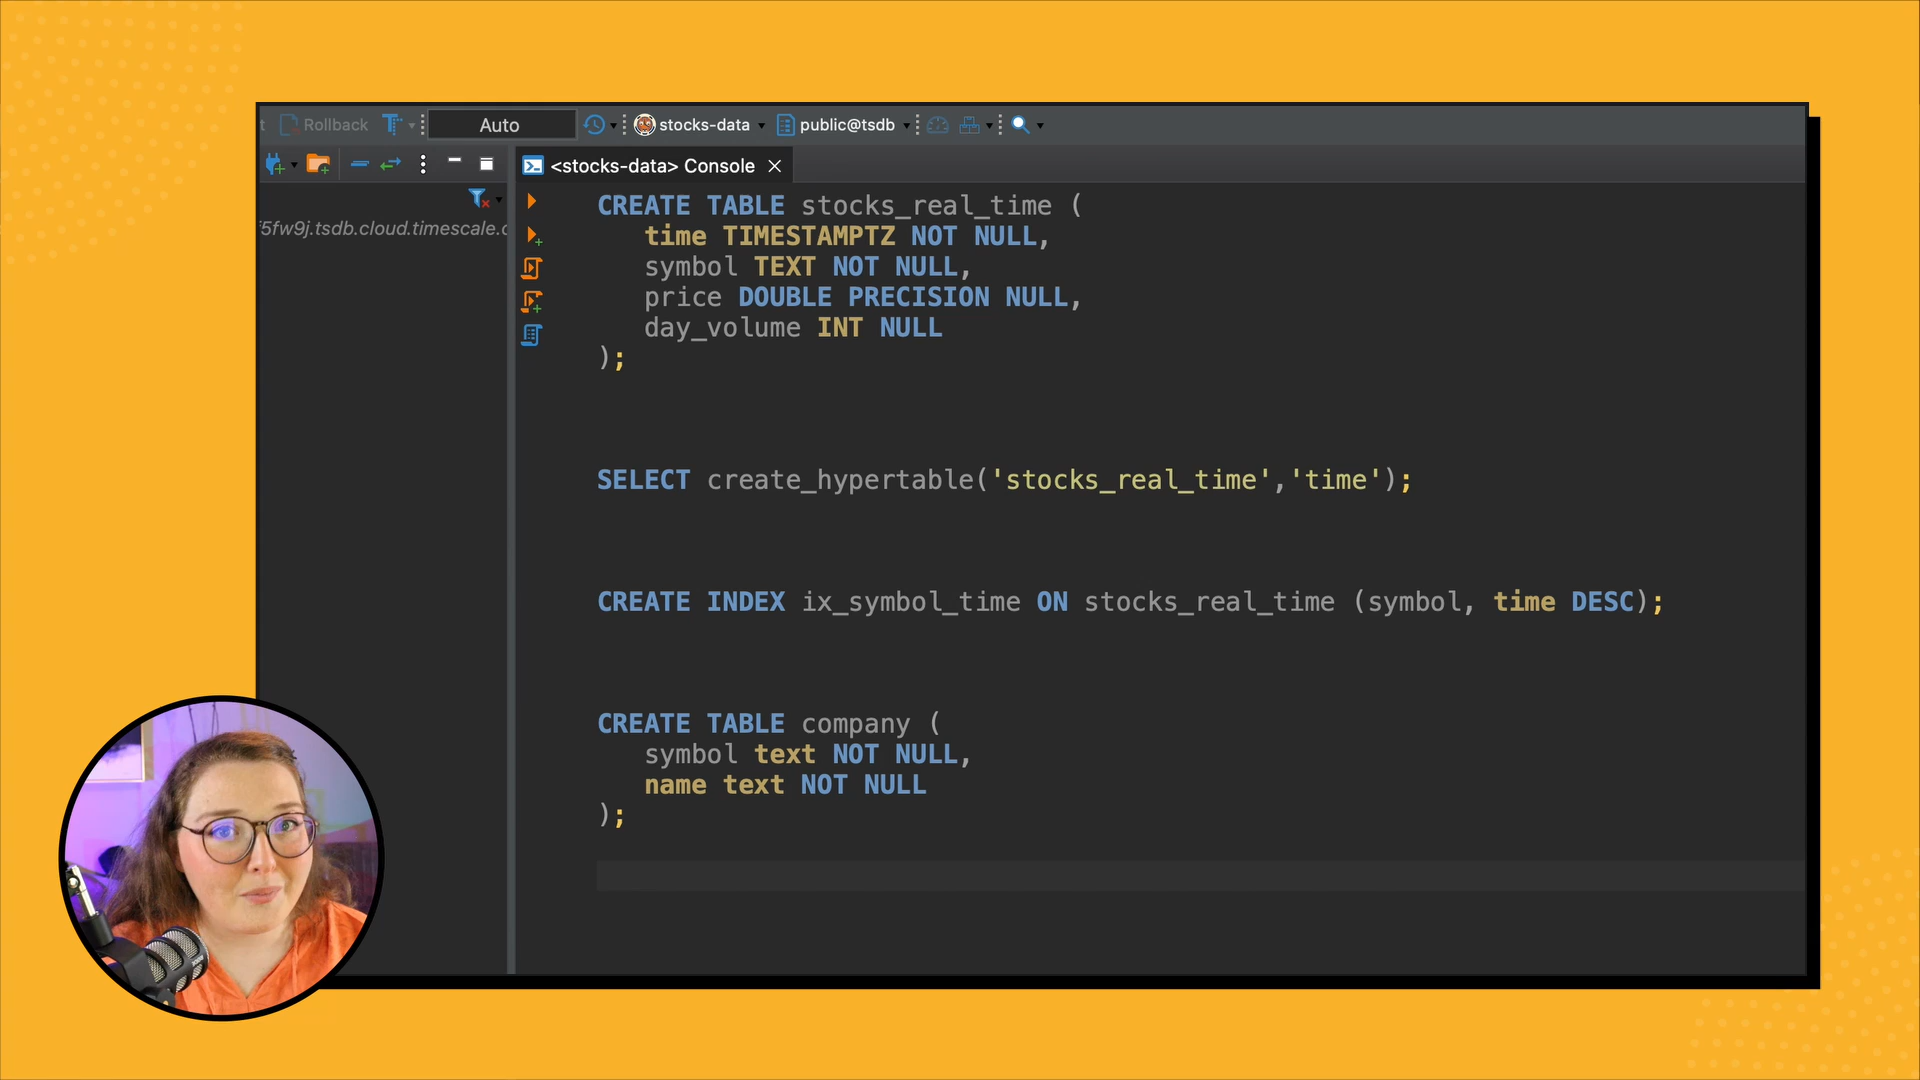 Rollback Auto stocks-data public@tsdb
<stocks-data> Console
5fw9j.tsdb.cloud.timescale.c
CREATE TABLE stocks_real_time (
time TIMESTAMPTZ NOT NULL,
symbol TEXT NOT NULL,
price DOUBLE PRECISION NULL,
day_volume INT NULL
);
SELECT create_hypertable('stocks_real_time','time');
CREATE INDEX ix_symbol_time ON stocks_real_time (symbol, time DESC);
CREATE TABLE company (
symbol text NOT NULL,
name text NOT NULL
);